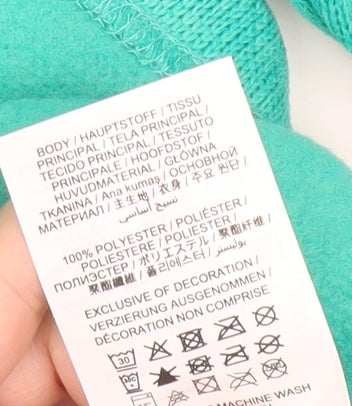 BODY / HAUPTSTOFF / TISSU
PRINCIPAL / TELA PRINCIPAL /
TECIDO PRINCIPAL / TESSUTO
PRINCIPALE / HOOFDSTOF /
HUVUDMATERIAL / GŁÓWNA
TKANINA / Ana kumaş / ОСНОВНОЙ
МАТЕРИАЛ / 主生地 / 衣身 / 주요 원단 /
نسيج أساسي
100% POLYESTER / POLIÉSTER /
POLIESTERE / POLYESTER /
ПОЛИЭСТЕР / ポリエステル / 聚酯纤维 /
聚酯纖維 / 폴리에스터 / بوليستر
EXCLUSIVE OF DECORATION /
VERZIERUNG AUSGENOMMEN /
DÉCORATION NON COMPRISE
30
MACHINE WASH